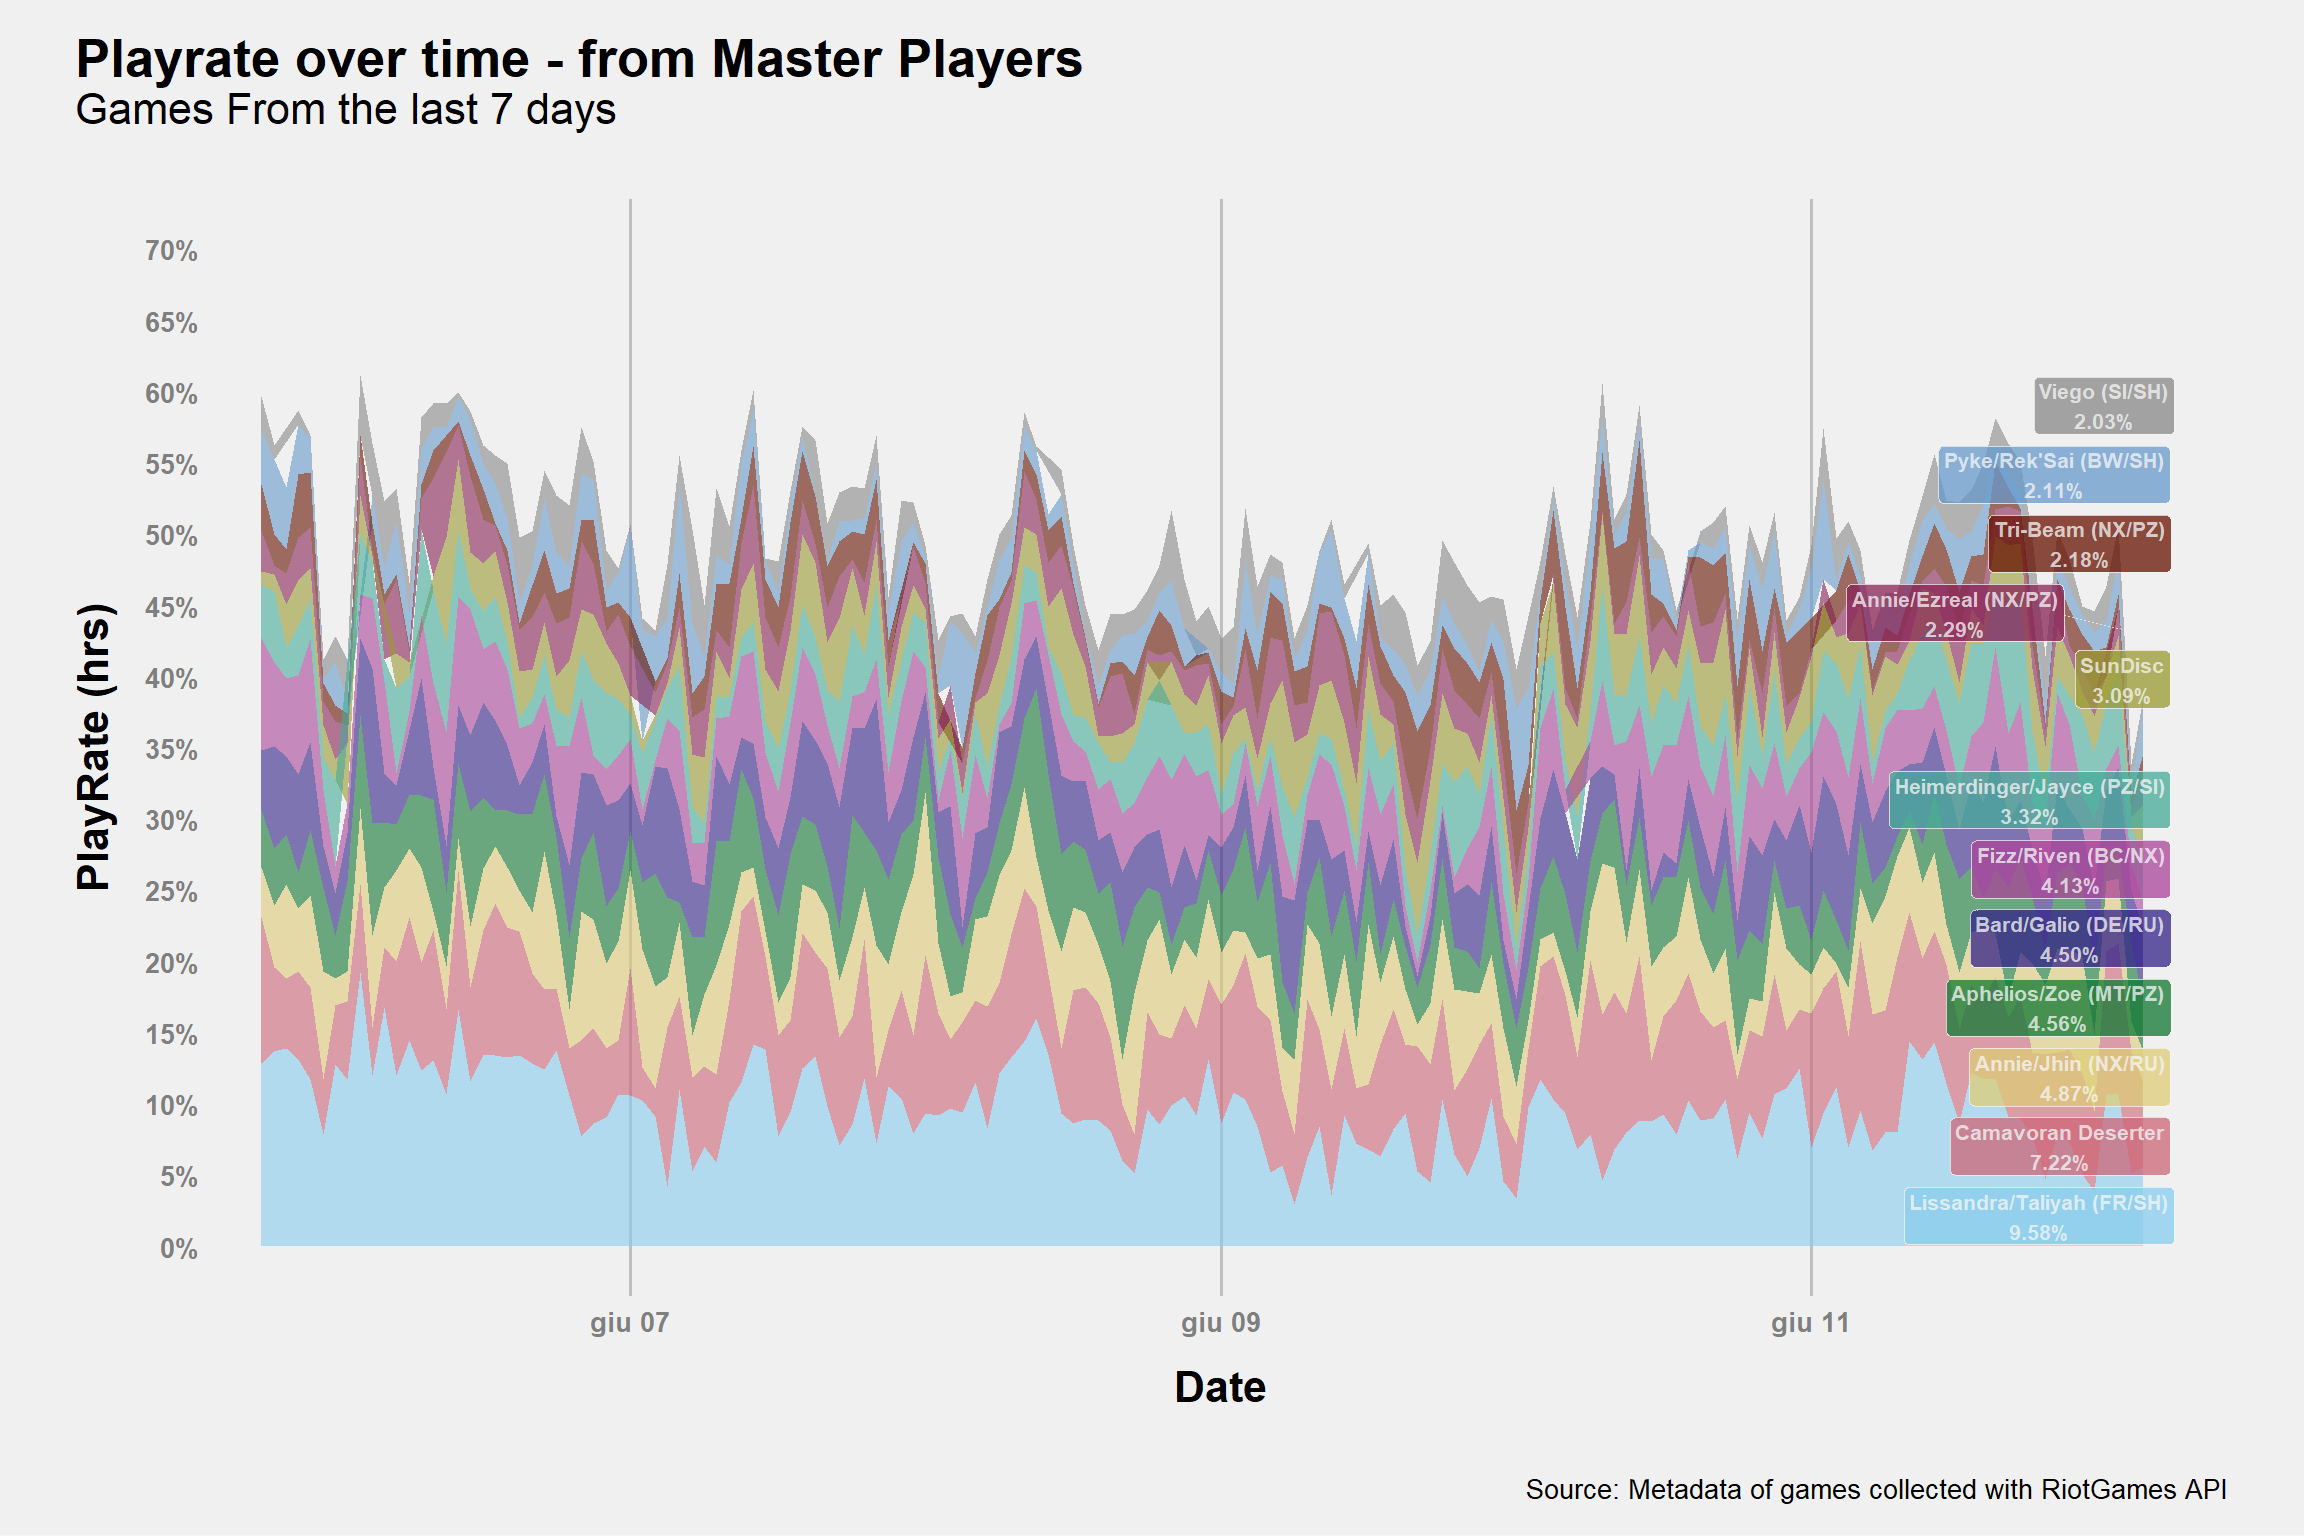 Playrate over time - from Master Players
Games From the last 7 days
PlayRate (hrs)
70%
65%
60%
55%
50%
45%
40%
35%
30%
25%
20%
15%
10%
5%
0%
Viego (SI/SH)
2.03%
Pyke/Rek'Sai (BW/SH)
2.11%
Tri-Beam (NX/PZ)
2.18%
Annie/Ezreal (NX/PZ)
2.29%
SunDisc
3.09%
Heimerdinger/Jayce (PZ/SI)
3.32%
Fizz/Riven (BC/NX)
4.13%
Bard/Galio (DE/RU)
4.50%
Aphelios/Zoe (MT/PZ)
4.56%
Annie/Jhin (NX/RU)
4.87%
Camavoran Deserter
7.22%
Lissandra/Taliyah (FR/SH)
9.58%
giu 07
giu 09
giu 11
Date
Source: Metadata of games collected with RiotGames API